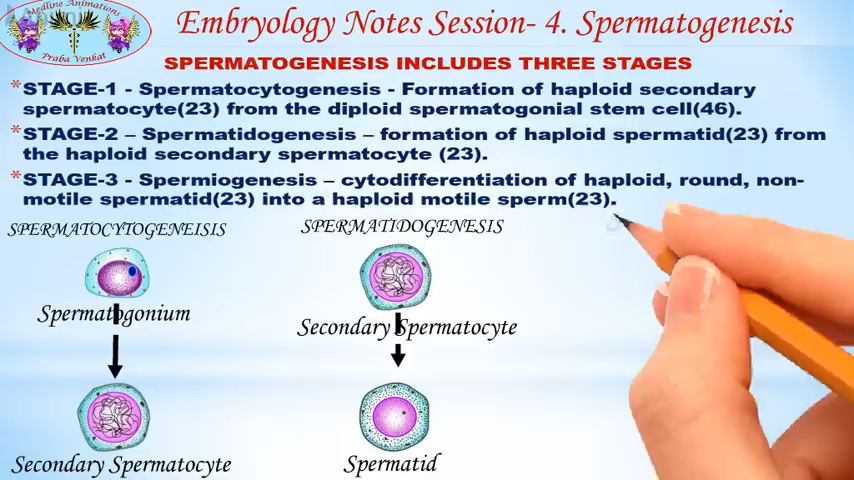 Medline Animations
Praba Venkat
Embryology Notes Session- 4. Spermatogenesis
SPERMATOGENESIS INCLUDES THREE STAGES
*STAGE-1 - Spermatocytogenesis - Formation of haploid secondary
spermatocyte(23) from the diploid spermatogonial stem cell(46).
*STAGE-2 – Spermatidogenesis – formation of haploid spermatid(23) from
the haploid secondary spermatocyte (23).
*STAGE-3 - Spermiogenesis – cytodifferentiation of haploid, round, non-
motile spermatid(23) into a haploid motile sperm(23).
SPERMATOCYTOGENEISIS
SPERMATIDOGENESIS
Spermatogonium
Secondary Spermatocyte
Secondary Spermatocyte
Spermatid